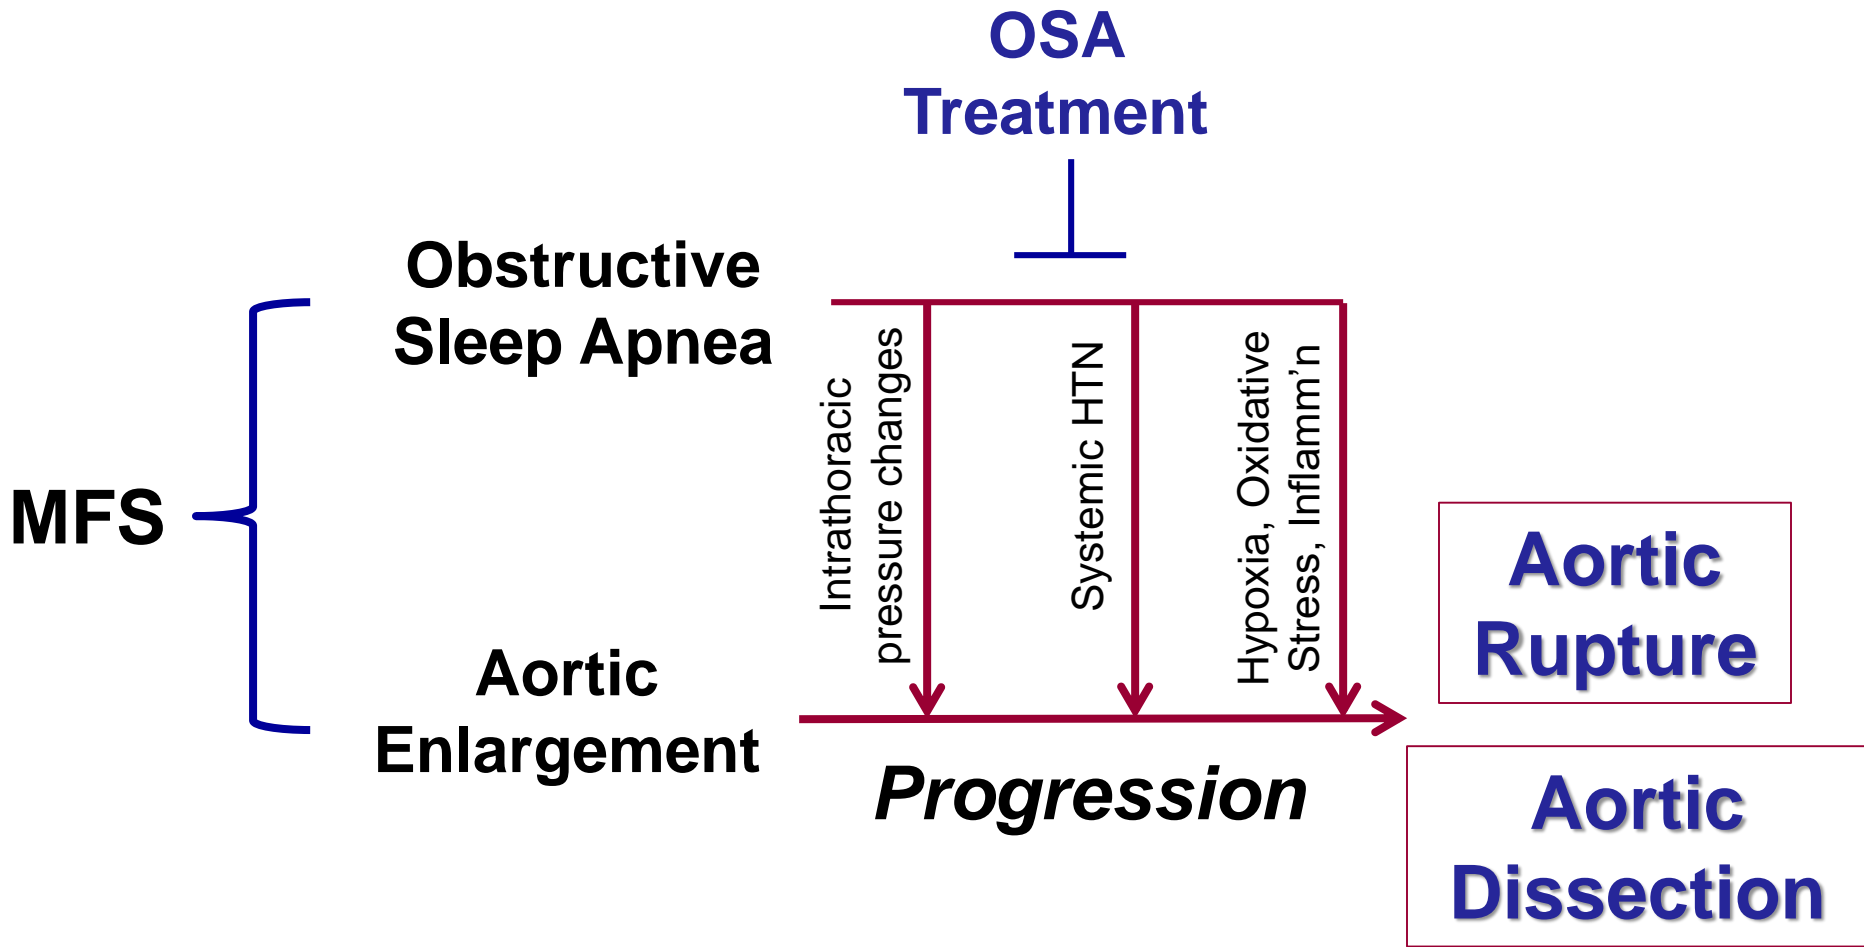 OSA
Treatment
Obstructive
Sleep Apnea
MFS
Intrathoracic
pressure changes
Systemic HTN
Hypoxia, Oxidative
Stress, Inflamm’n
Aortic
Enlargement
Progression
Aortic
Rupture
Aortic
Dissection